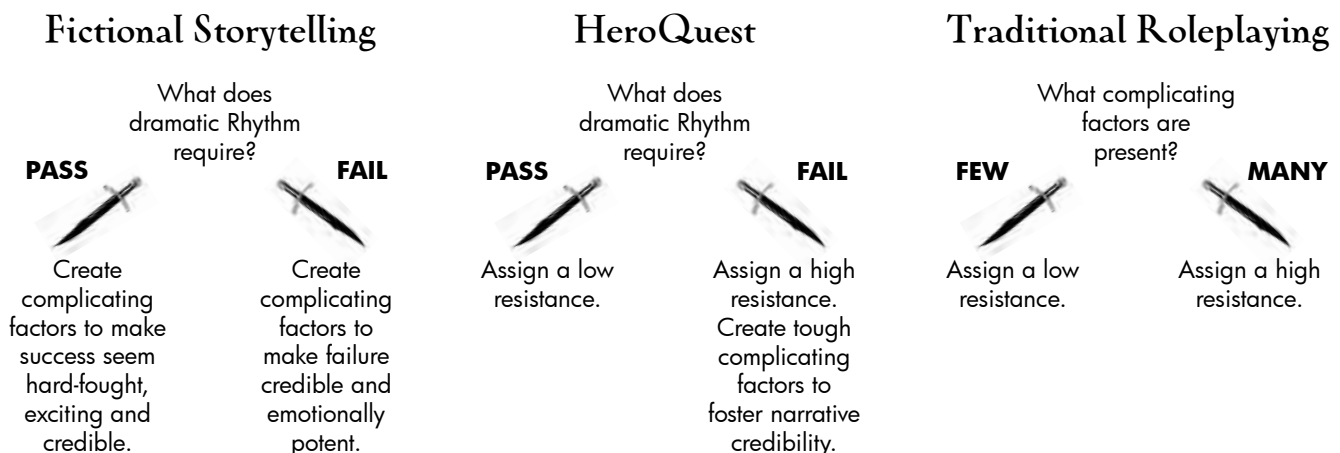 Fictional Storytelling
What does
dramatic Rhythm
require?
PASS
FAIL
Create
complicating
factors to make
success seem
hard-fought,
exciting and
credible.
Create
complicating
factors to
make failure
credible and
emotionally
potent.
HeroQuest
What does
dramatic Rhythm
require?
PASS
FAIL
Assign a low
resistance.
Assign a high
resistance.
Create tough
complicating
factors to
foster narrative
credibility.
Traditional Roleplaying
What complicating
factors are
present?
FEW
MANY
Assign a low
resistance.
Assign a high
resistance.